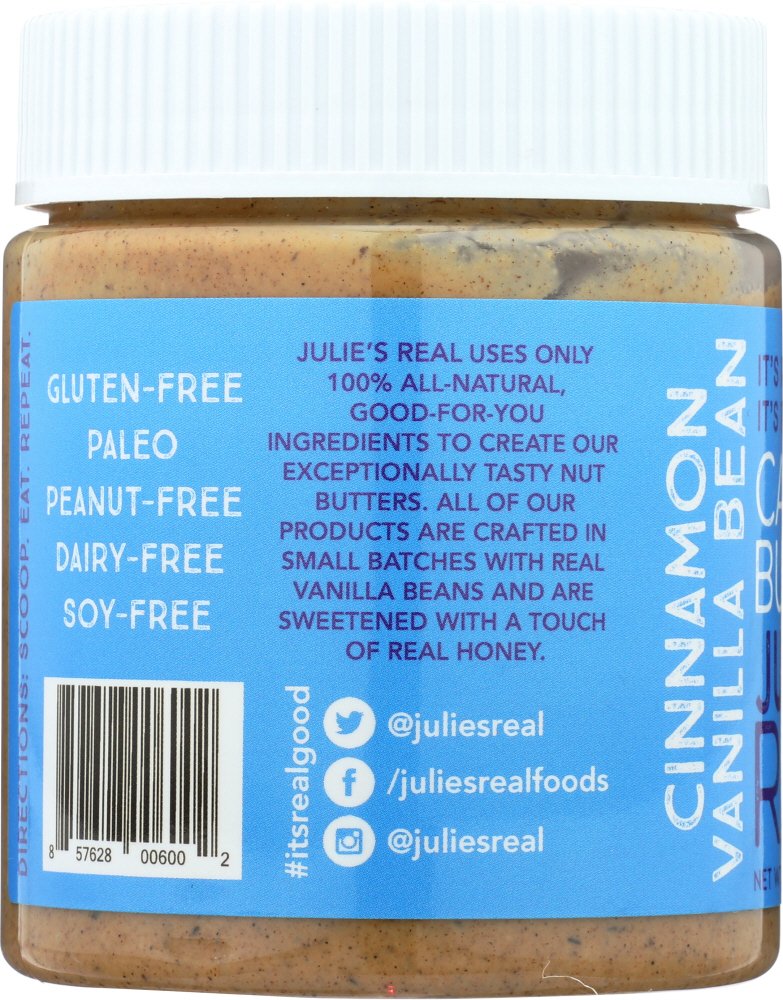 DIRECTIONS: SCOOP. EAT. REPEAT.
GLUTEN-FREE
PALEO
PEANUT-FREE
DAIRY-FREE
SOY-FREE
8 57628 00600 2
JULIE'S REAL USES ONLY
100% ALL-NATURAL,
GOOD-FOR-YOU
INGREDIENTS TO CREATE OUR
EXCEPTIONALLY TASTY NUT
BUTTERS. ALL OF OUR
PRODUCTS ARE CRAFTED IN
SMALL BATCHES WITH REAL
VANILLA BEANS AND ARE
SWEETENED WITH A TOUCH
OF REAL HONEY.
#itsrealgood
@juliesreal
/juliesrealfoods
@juliesreal
CINNAMON
VANILLA BEAN
IT'S
IT'S
NET